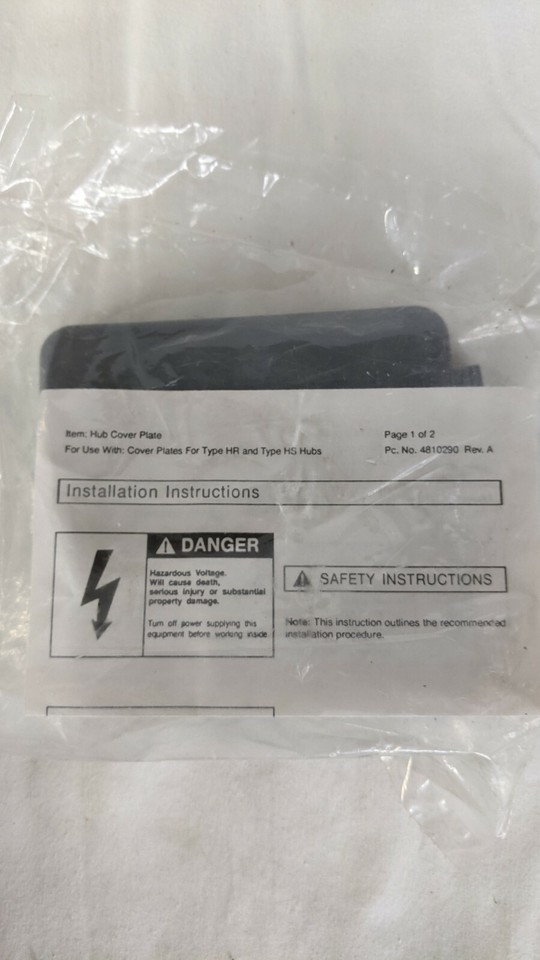 Item: Hub Cover Plate
Page 1 of 2
For Use With: Cover Plates For Type HR and Type HS Hubs
Pc. No. 4810290 Rev. A
Installation Instructions
DANGER
Hazardous Voltage.
Will cause death,
serious injury or substantial
property damage.
Turn off power supplying this
equipment before working inside
SAFETY INSTRUCTIONS
Note: This instruction outlines the recommended
installation procedure.